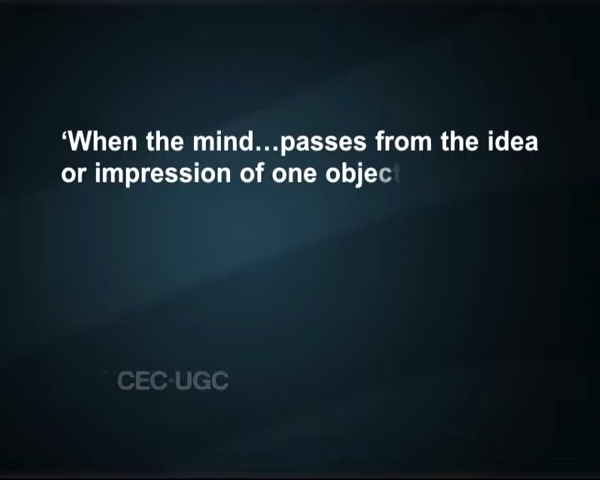 ‘When the mind…passes from the idea
or impression of one object
CEC-UGC